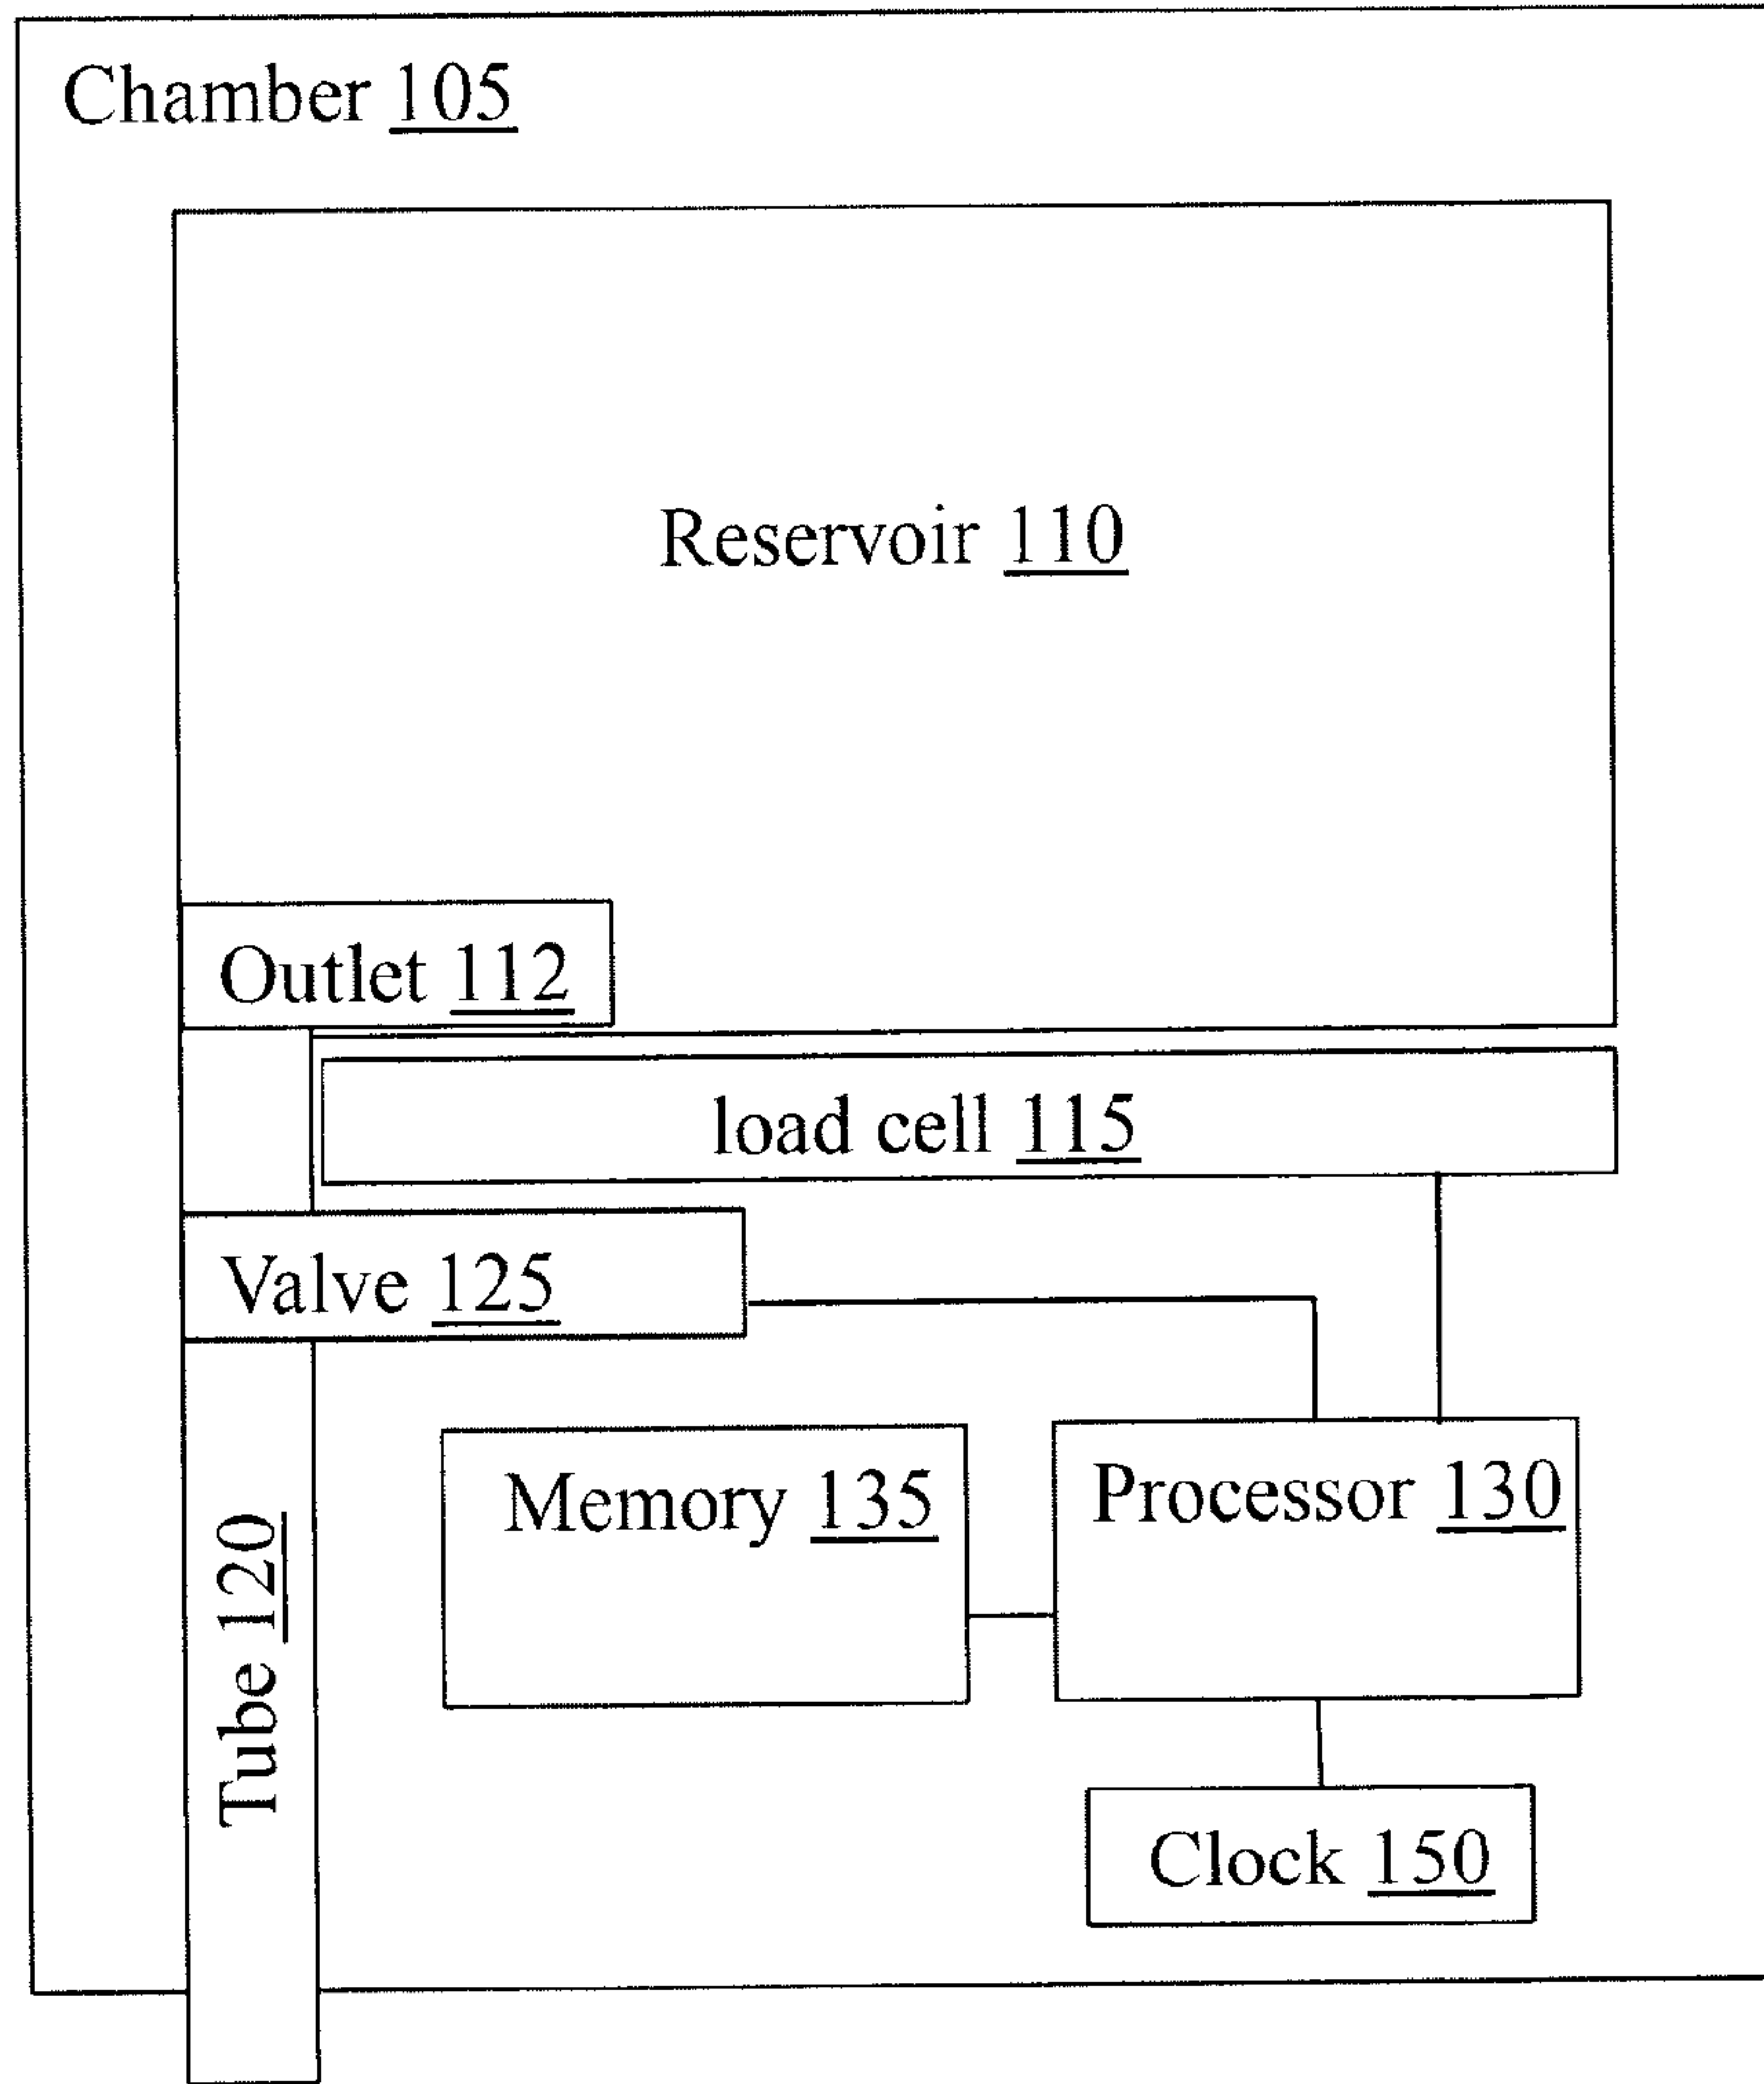 Chamber 105
Reservoir 110
Outlet 112
load cell 115
Valve 125
Memory 135
Processor 130
Tube 120
Clock 150